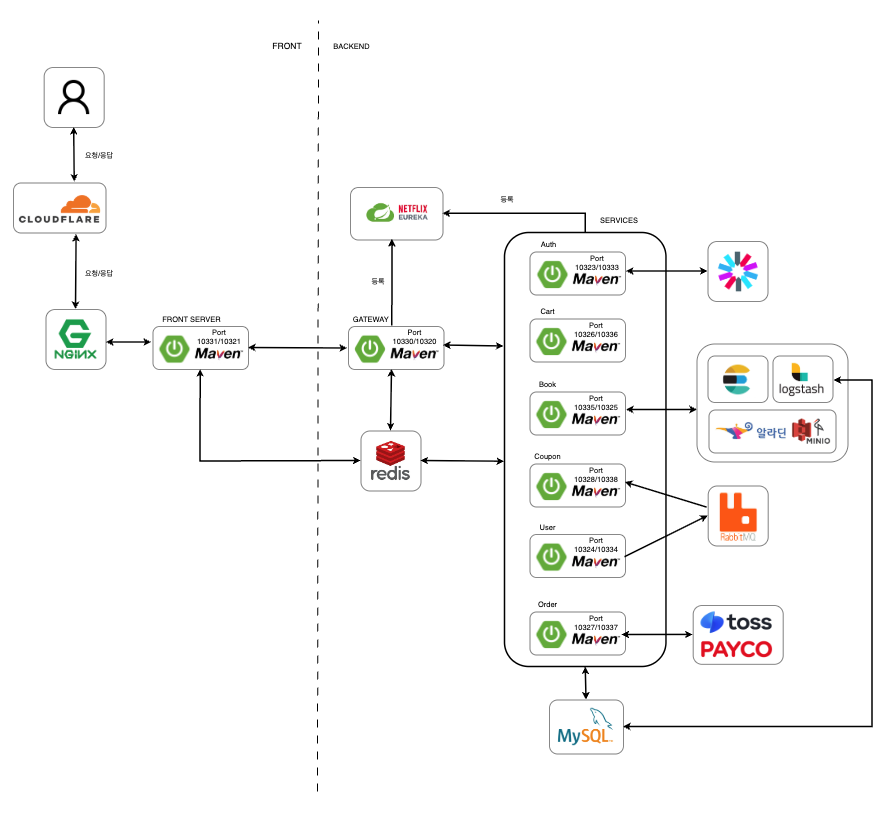 FRONT
BACKEND
요청/응답
CLOUDFLARE
요청/응답
NGINX
FRONT SERVER
Port
10331/10321
Maven
NETFLIX
EUREKA
등록
등록
GATEWAY
Port
10330/10320
Maven
redis
SERVICES
Auth
Port
10323/10333
Maven
Cart
Port
10326/10336
Maven
Book
Port
10335/10325
Maven
Coupon
Port
10328/10338
Maven
User
Port
10324/10334
Maven
Order
Port
10327/10337
Maven
logstash
알라딘
MINIO
RabbitMQ
toss
PAYCO
MySQL